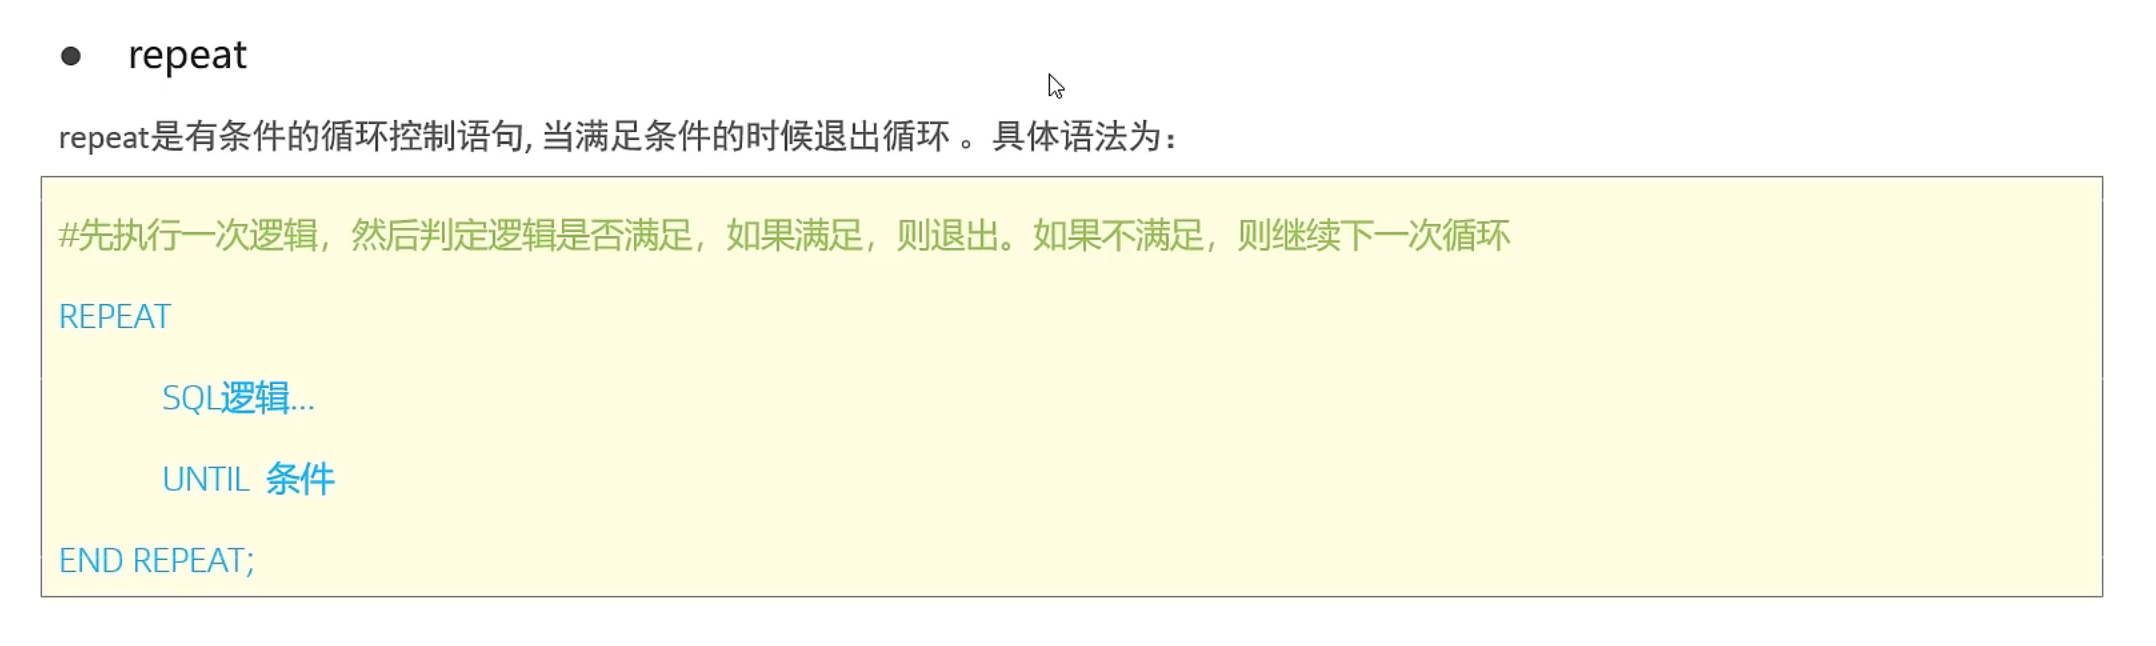 ● repeat
repeat是有条件的循环控制语句, 当满足条件的时候退出循环 。具体语法为：
#先执行一次逻辑，然后判定逻辑是否满足，如果满足，则退出。如果不满足，则继续下一次循环
REPEAT
SQL逻辑...
UNTIL 条件
END REPEAT;